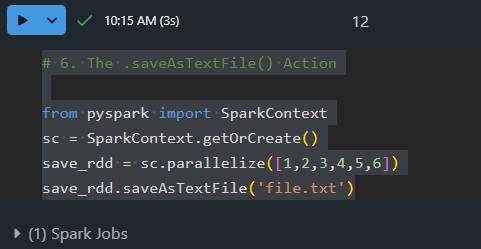 10:15 AM (3s)
12
# 6. The .saveAsTextFile() Action
from pyspark import SparkContext
sc = SparkContext.getOrCreate()
save_rdd = sc.parallelize([1,2,3,4,5,6])
save_rdd.saveAsTextFile('file.txt')
(1) Spark Jobs